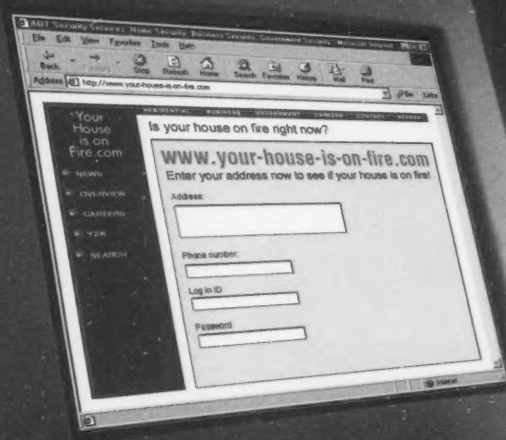 ADT Security Services: Home Security, Business Security, Government Security - Microsoft Internet
File Edit View Favorites Tools Help
Back Forward Stop Refresh Home Search Favorites History Mail Print
Address http://www.your-house-is-on-fire.com Go Links
RESIDENTIAL BUSINESS GOVERNMENT CAREERS CONTACT SEARCH
Your
House
is on
Fire.com
NEWS
OVERVIEW
CAREERS
Y2K
SEARCH
Is your house on fire right now?
www.your-house-is-on-fire.com
Enter your address now to see if your house is on fire!
Address:
Phone number:
Log in ID
Password
Internet